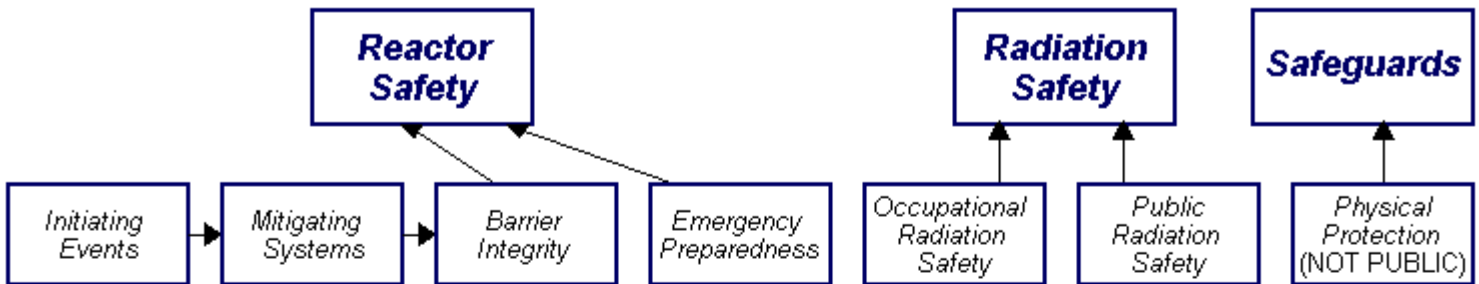 Reactor
Safety
Radiation
Safety
Safeguards
Initiating
Events
Mitigating
Systems
Barrier
Integrity
Emergency
Preparedness
Occupational
Radiation
Safety
Public
Radiation
Safety
Physical
Protection
(NOT PUBLIC)